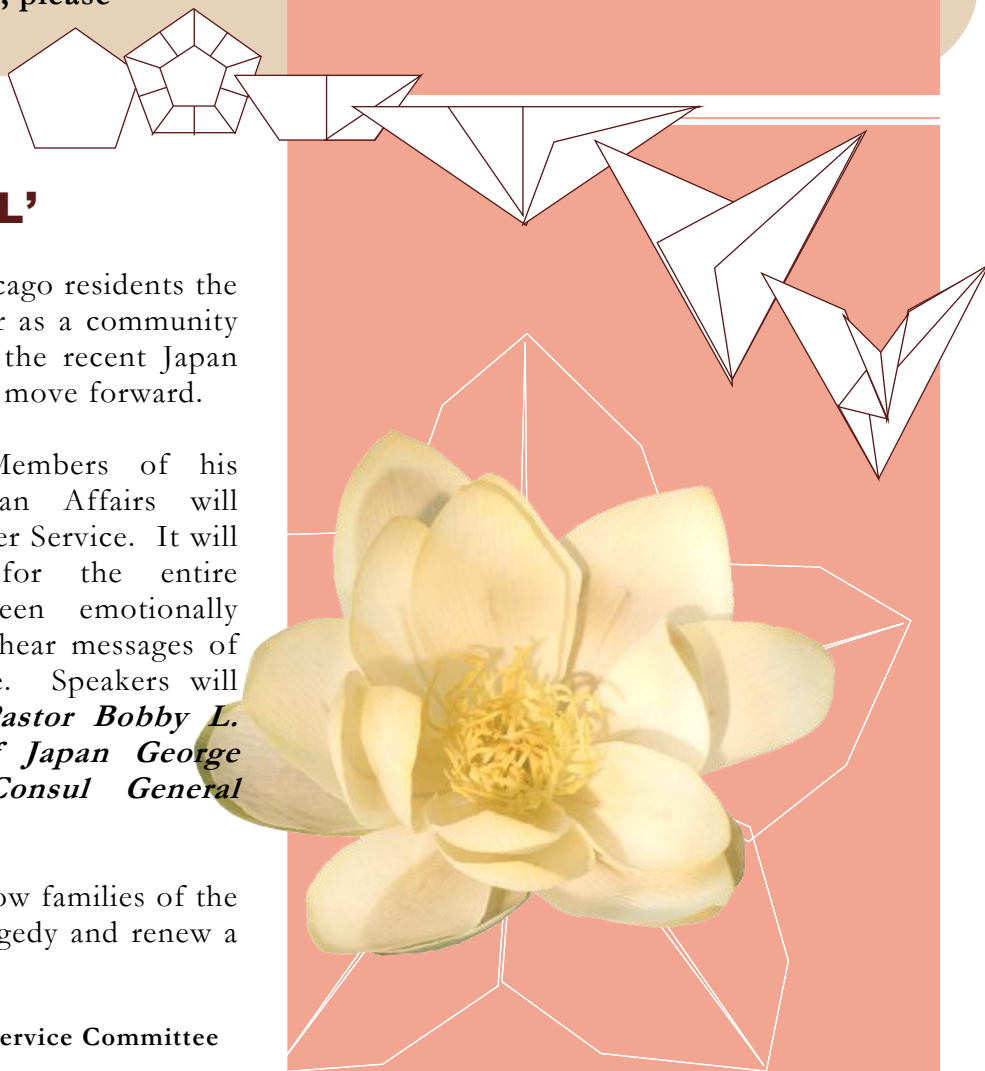 , please
L’
cago residents the
r as a community
the recent Japan
move forward.
Members of his
an Affairs will
er Service. It will
for the entire
een emotionally
hear messages of
e. Speakers will
Pastor Bobby L.
f Japan George
Consul General
ow families of the
gedy and renew a
ervice Committee